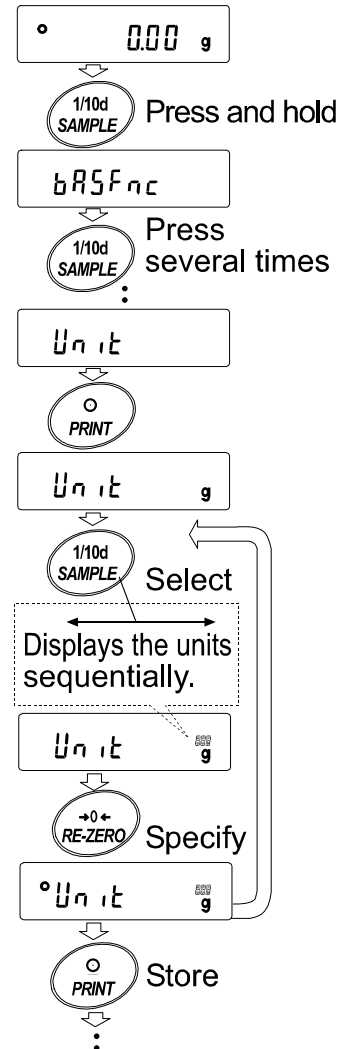 0.00 g
1/10d
SAMPLE
Press and hold
bASFnc
1/10d
SAMPLE
Press
several times
Unit
PRINT
Unit g
1/10d
SAMPLE
Select
Displays the units
sequentially.
Unit g
→0←
RE-ZERO
Specify
Unit g
PRINT
Store